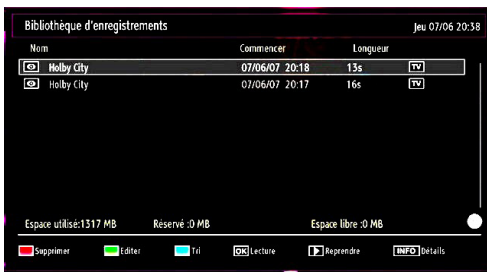 Bibliothèque d'enregistrements Jeu 07/06 20:38
Nom Commencer Longueur
Holby City 07/06/07 20:18 13s TV
Holby City 07/06/07 20:17 16s TV
Espace utilisé:1317 MB Réservé :0 MB Espace libre :0 MB
Supprimer Editer Tri OK Lecture Reprendre INFO Détails